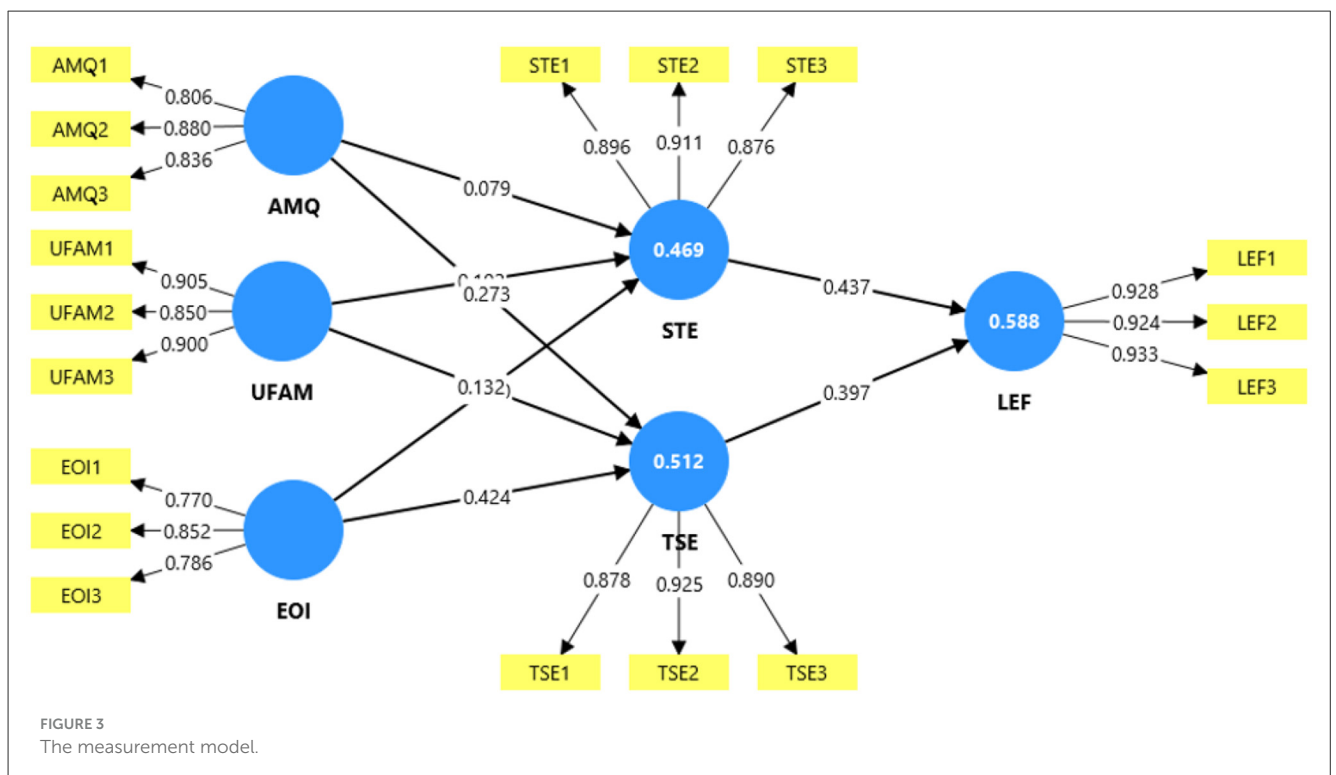 AMQ1
0.806
AMQ2
0.880
AMQ3
0.836
AMQ
UFAM1
0.905
UFAM2
0.850
UFAM3
0.900
UFAM
EOI1
0.770
EOI2
0.852
EOI3
0.786
EOI
STE1
STE2
STE3
0.896
0.911
0.876
0.079
0.469
STE
0.273
0.132
0.424
0.512
TSE
0.878
0.925
0.890
TSE1
TSE2
TSE3
0.437
0.397
0.588
LEF
0.928
0.924
0.933
LEF1
LEF2
LEF3
FIGURE 3
The measurement model.